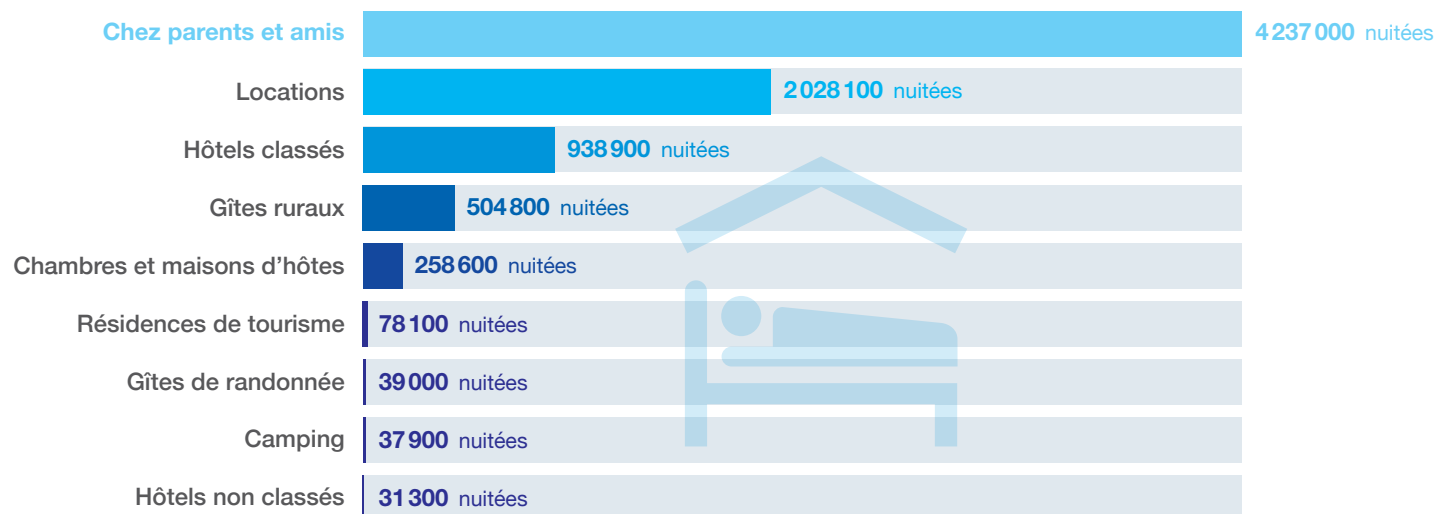 Chez parents et amis 4 237 000 nuitées
Locations 2 028 100 nuitées
Hôtels classés 938 900 nuitées
Gîtes ruraux 504 800 nuitées
Chambres et maisons d’hôtes 258 600 nuitées
Résidences de tourisme 78 100 nuitées
Gîtes de randonnée 39 000 nuitées
Camping 37 900 nuitées
Hôtels non classés 31 300 nuitées